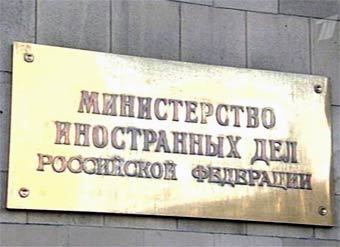 МИНИСТЕРСТВО
ИНОСТРАННЫХ ДЕЛ
РОССИЙСКОЙ ФЕДЕРАЦИИ